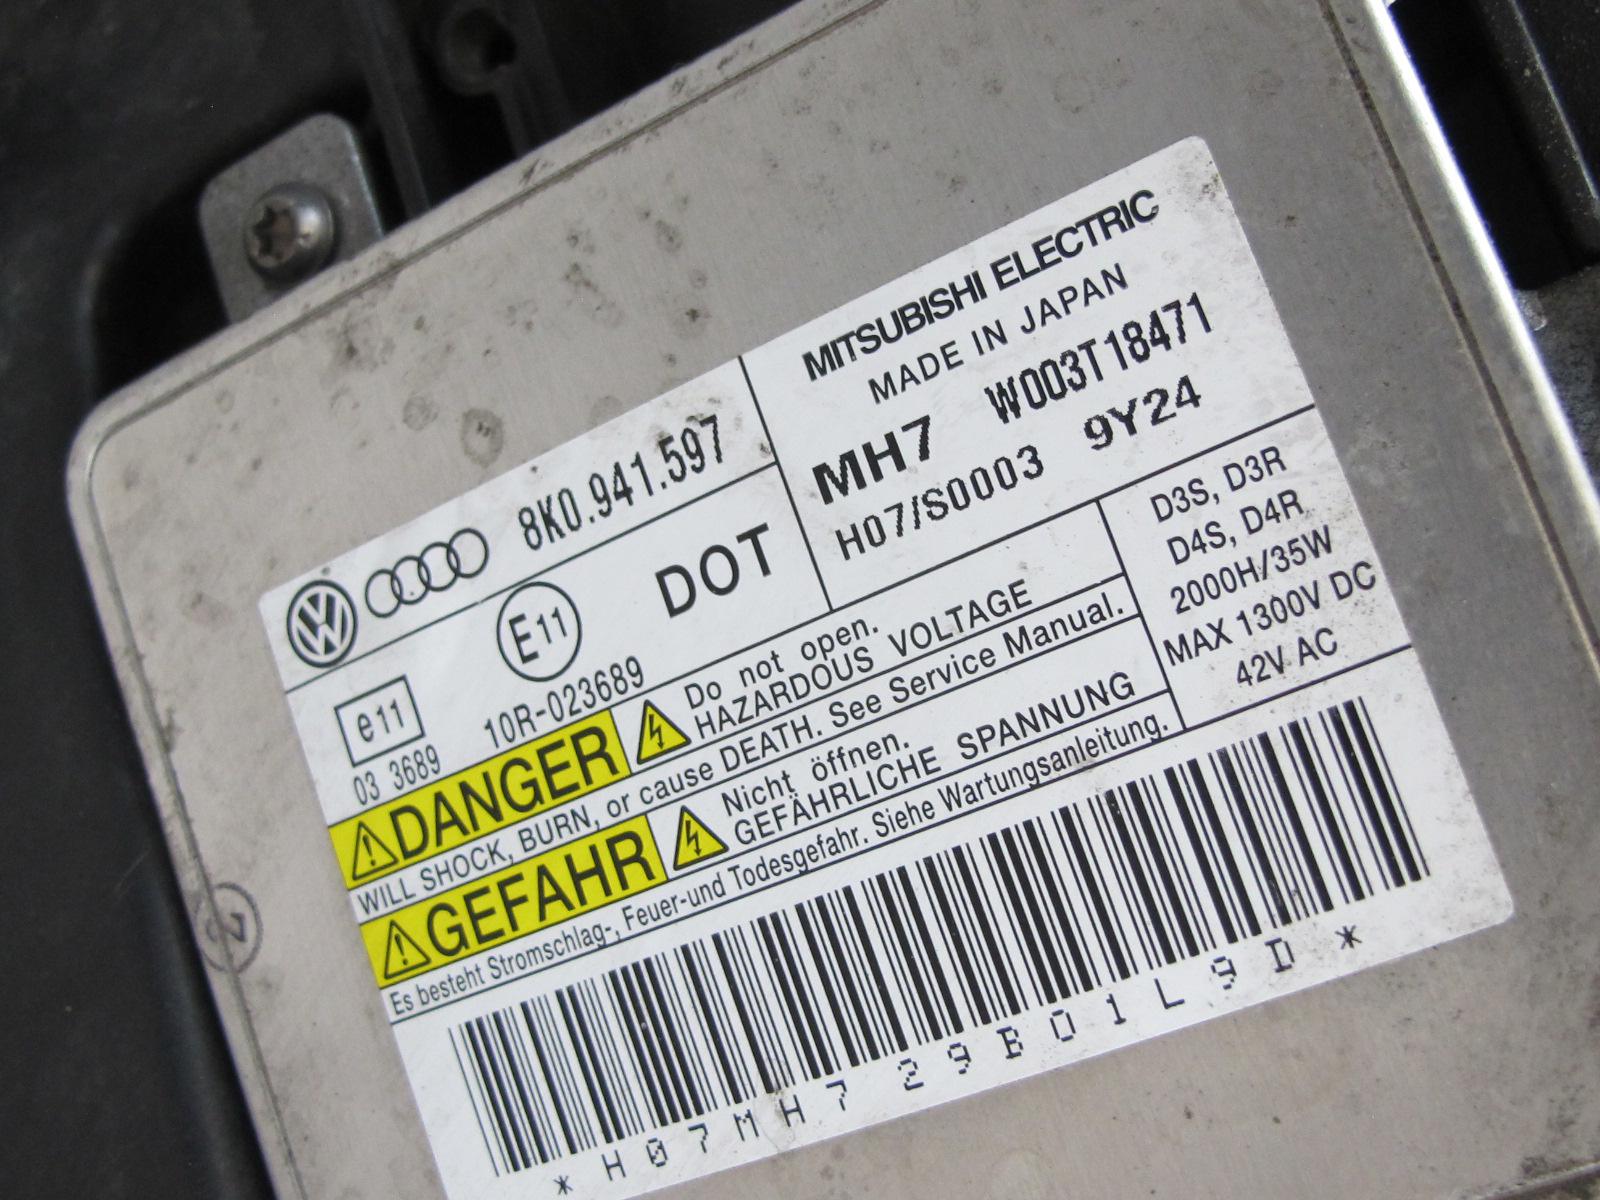 MITSUBISHI ELECTRIC
MADE IN JAPAN
MH7 W003T18471
H07/S0003 9Y24
8K0.941.597
E11
DOT
10R-023689
e11
03 3689
D3S, D3R
D4S, D4R
2000H/35W
MAX 1300V DC
42V AC
DANGER
Do not open.
HAZARDOUS VOLTAGE
WILL SHOCK, BURN, or cause DEATH. See Service Manual.
GEFAHR
Nicht öffnen.
GEFÄHRLICHE SPANNUNG
Es besteht Stromschlag-, Feuer-und Todesgefahr. Siehe Wartungsanleitung.
*H07MH729B01L9D*